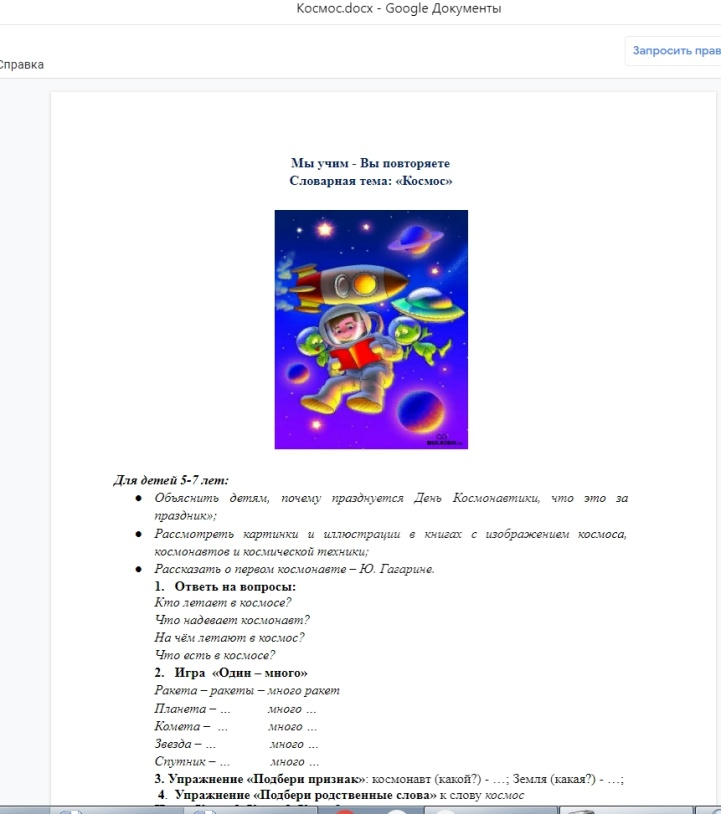 Космос.docx - Google Документы
Справка
Запросить прав
Мы учим - Вы повторяете
Словарная тема: «Космос»
Для детей 5-7 лет:
● Объяснить детям, почему празднуется День Космонавтики, что это за
праздник»;
● Рассмотреть картинки и иллюстрации в книгах с изображением космоса,
космонавтов и космической техники;
● Рассказать о первом космонавте – Ю. Гагарине.
1. Ответь на вопросы:
Кто летает в космосе?
Что надевает космонавт?
На чём летают в космос?
Что есть в космосе?
2. Игра «Один – много»
Ракета – ракеты – много ракет
Планета – ... много ...
Комета – ... много ...
Звезда – ... много ...
Спутник – ... много ...
3. Упражнение «Подбери признак»: космонавт (какой?) - …; Земля (какая?) - …;
4. Упражнение «Подбери родственные слова» к слову космос